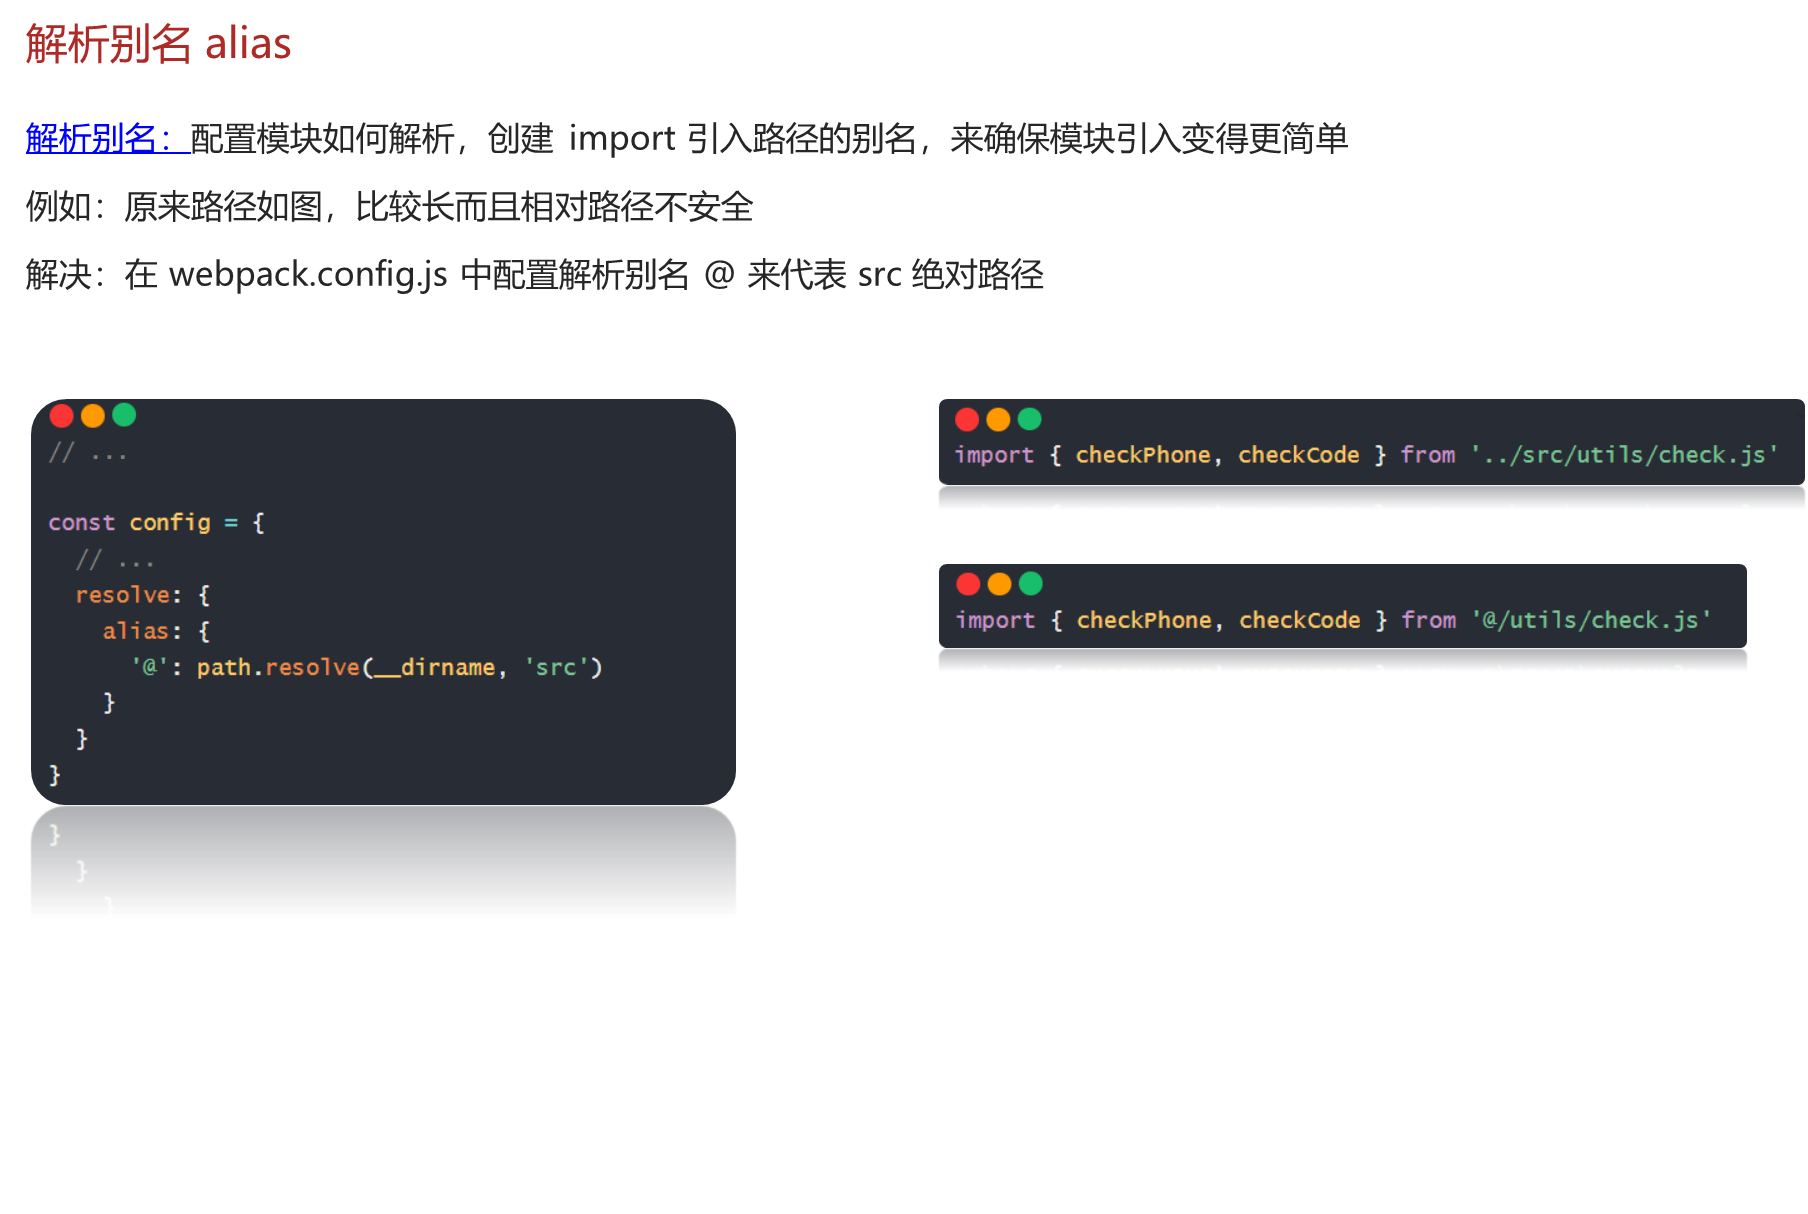 解析别名 alias
解析别名：配置模块如何解析，创建 import 引入路径的别名，来确保模块引入变得更简单
例如：原来路径如图，比较长而且相对路径不安全
解决：在 webpack.config.js 中配置解析别名 @ 来代表 src 绝对路径
// ...
const config = {
  // ...
  resolve: {
    alias: {
      '@': path.resolve(__dirname, 'src')
    }
  }
}
import { checkPhone, checkCode } from '../src/utils/check.js'
import { checkPhone, checkCode } from '@/utils/check.js'